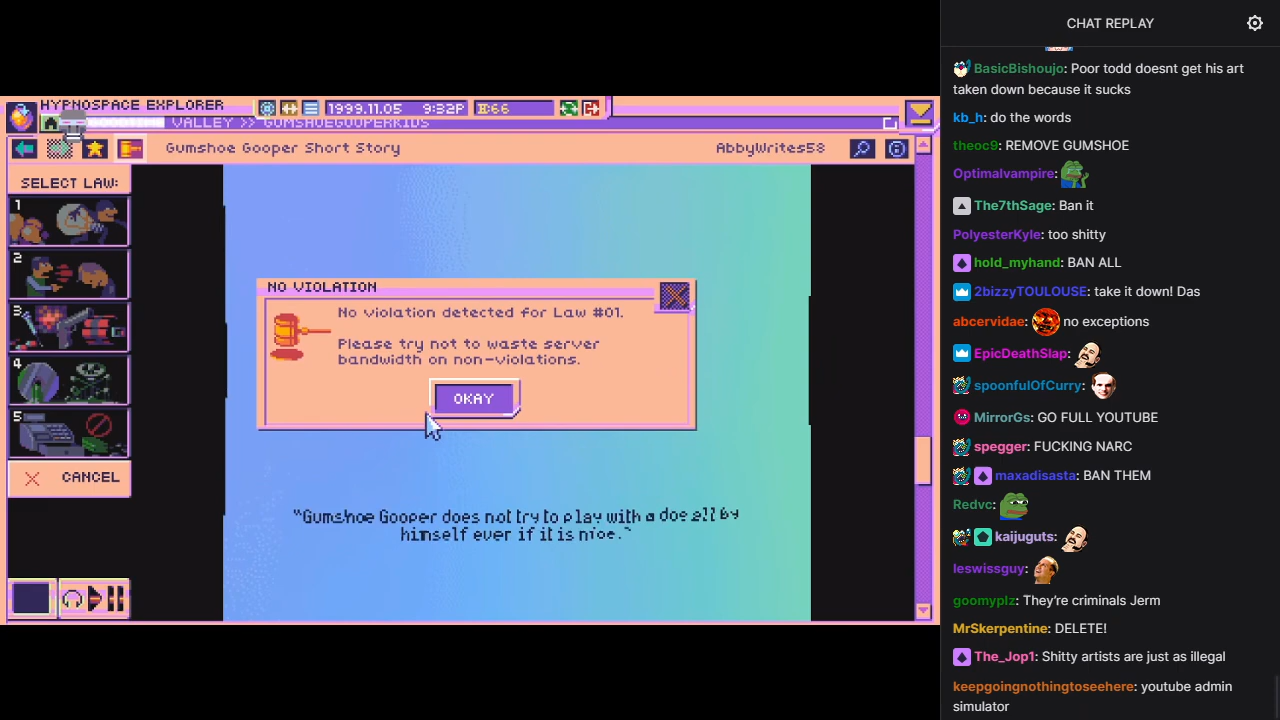 HYPNOSPACE EXPLORER
1999.11.05 9:32P
66
VALLEY >> GUMSHOEGOOPERKIDS
Gumshoe Gooper Short Story
AbbyWrites58
SELECT LAW:
1
2
3
4
5
CANCEL
NO VIOLATION
No violation detected for Law #01.
Please try not to waste server
bandwidth on non-violations.
OKAY
"Gumshoe Gooper does not try to play with a doe all by
himself ever if it is nice."
CHAT REPLAY
BasicBishoujo: Poor todd doesnt get his art
taken down because it sucks
kb_h: do the words
theoc9: REMOVE GUMSHOE
Optimalvampire:
The7thSage: Ban it
PolyesterKyle: too shitty
hold_myhand: BAN ALL
2bizzyTOULOUSE: take it down! Das
abcervidae: no exceptions
EpicDeathSlap:
spoonfulOfCurry:
MirrorGs: GO FULL YOUTUBE
spegger: FUCKING NARC
maxadisasta: BAN THEM
Redvc:
kaijuguts:
leswissguy:
goomyplz: They're criminals Jerm
MrSkerpentine: DELETE!
The_Jop1: Shitty artists are just as illegal
keepgoingnothingtoseehere: youtube admin
simulator